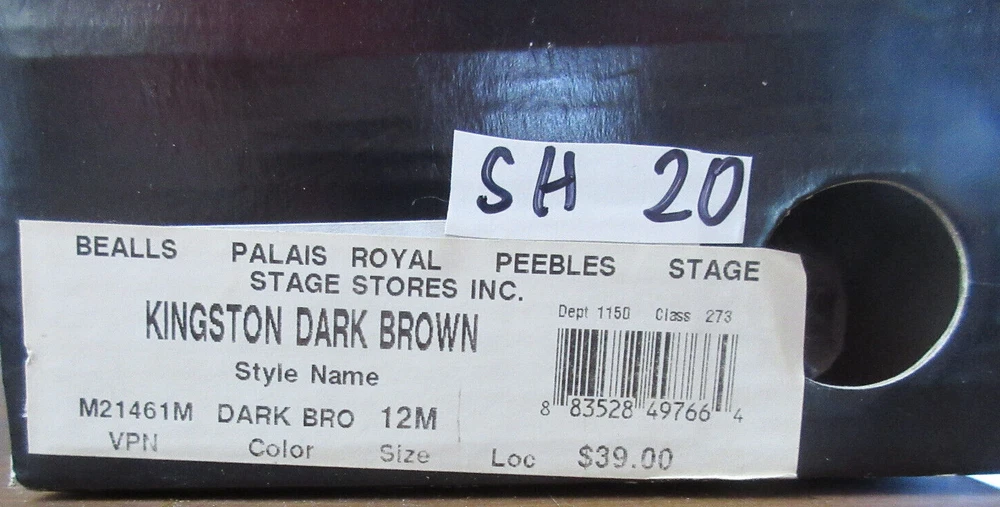 SH 20
BEALLS PALAIS ROYAL PEEBLES STAGE
STAGE STORES INC.
KINGSTON DARK BROWN
Dept 1150 Class 273
Style Name
M21461M DARK BRO 12M
8 83528 49766 4
VPN Color Size Loc $39.00